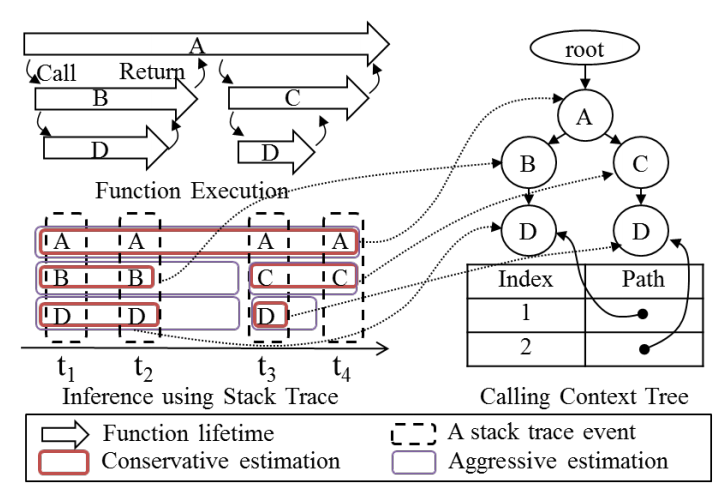 A
root
Call Return
B
C
A
D
D
B
C
Function Execution
D
D
A A A A
B B C C
D D D
Index Path
1
2
t1 t2 t3 t4
Inference using Stack Trace
Calling Context Tree
Function lifetime
A stack trace event
Conservative estimation
Aggressive estimation